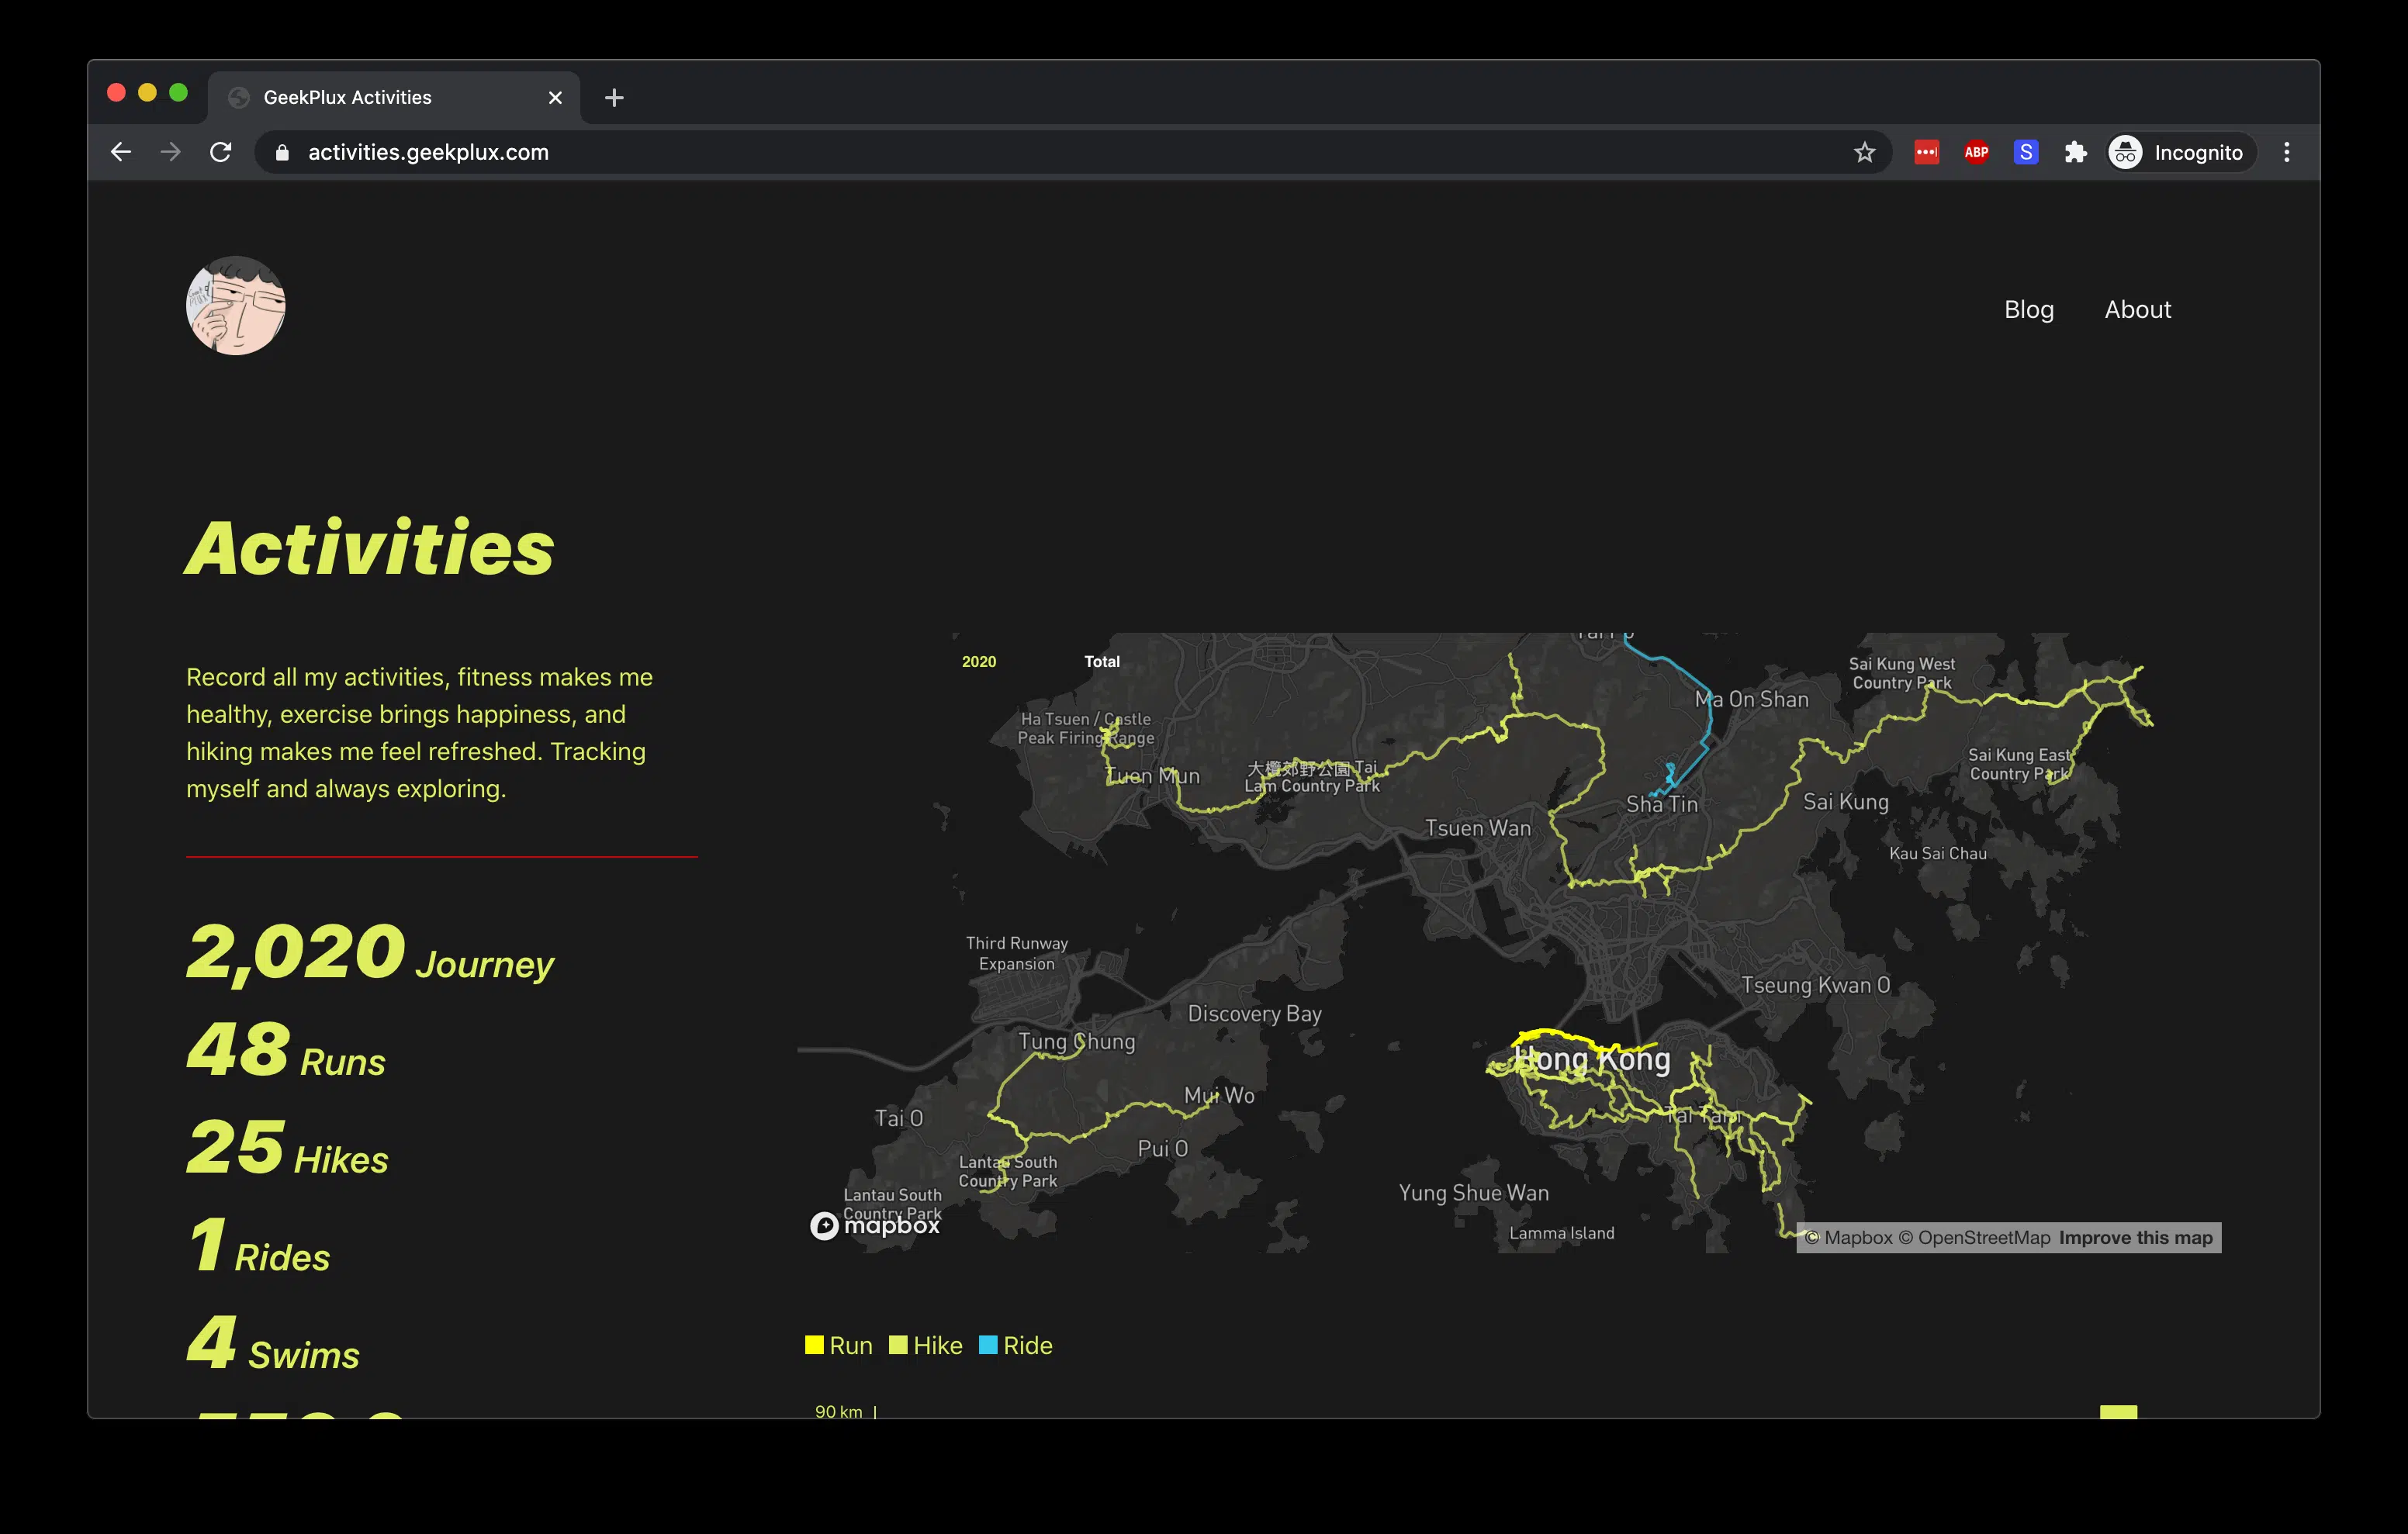 GeekPlux Activities
activities.geekplux.com
ABP
S
Incognito
Blog
About
Activities
Record all my activities, fitness makes me
healthy, exercise brings happiness, and
hiking makes me feel refreshed. Tracking
myself and always exploring.
2,020 Journey
48 Runs
25 Hikes
1 Rides
4 Swims
2020
Total
Sai Kung West
Country Park
Ma On Shan
Ha Tsuen / Castle
Peak Firing Range
Tuen Mun
大欖郊野公園 Tai
Lam Country Park
Sai Kung East
Country Park
Sha Tin
Sai Kung
Tsuen Wan
Kau Sai Chau
Third Runway
Expansion
Tseung Kwan O
Discovery Bay
Tung Chung
Hong Kong
Mui Wo
Tai O
Tai Tam
Pui O
Lantau South
Country Park
Yung Shue Wan
Lantau South
Country Park
mapbox
Lamma Island
© Mapbox © OpenStreetMap Improve this map
Run
Hike
Ride
90 km